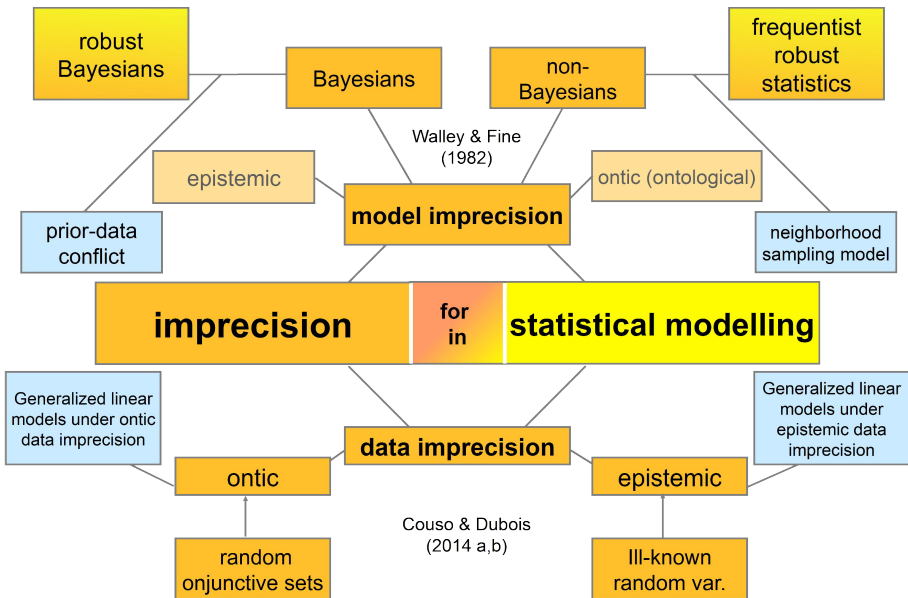 robust
Bayesians
Bayesians
non-
Bayesians
frequentist
robust
statistics
Walley & Fine
(1982)
epistemic
ontic (ontological)
model imprecision
prior-data
conflict
neighborhood
sampling model
imprecision
for
in
statistical modelling
Generalized linear
models under ontic
data imprecision
Generalized linear
models under
epistemic data
imprecision
data imprecision
ontic
epistemic
Couso & Dubois
(2014 a,b)
random
onjunctive sets
Ill-known
random var.